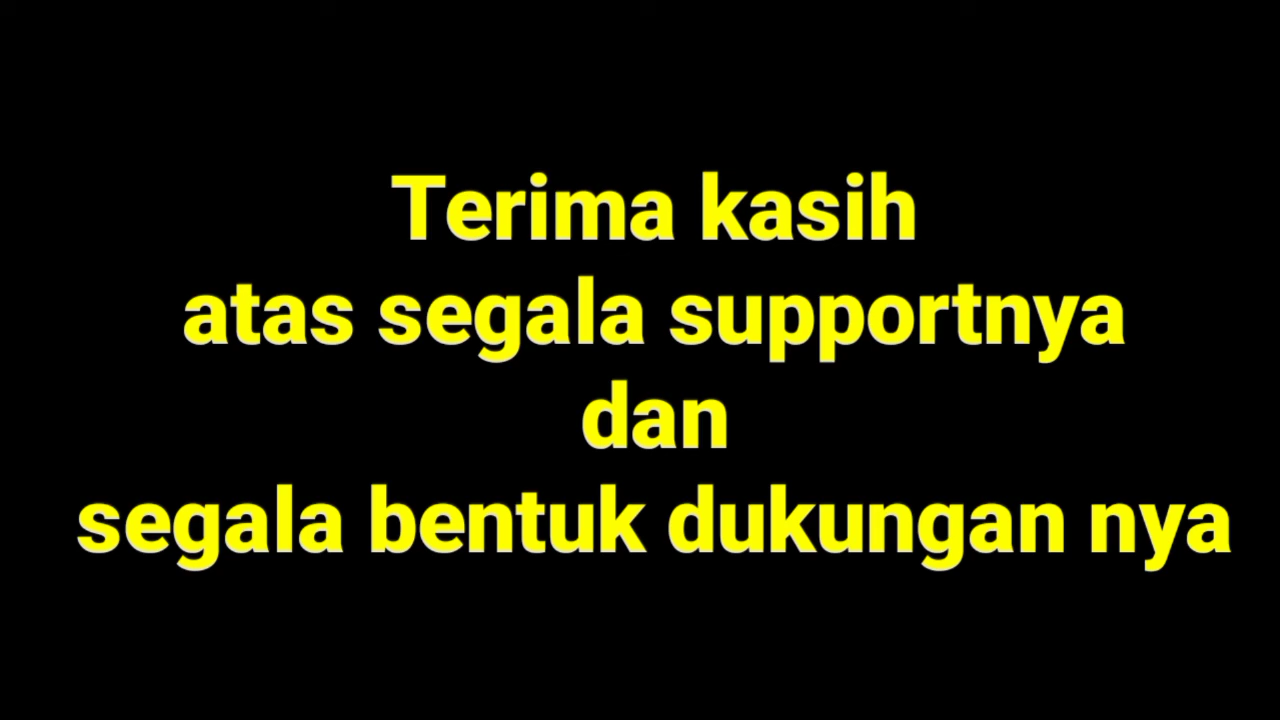 Terima kasih
atas segala supportnya
dan
segala bentuk dukungan nya